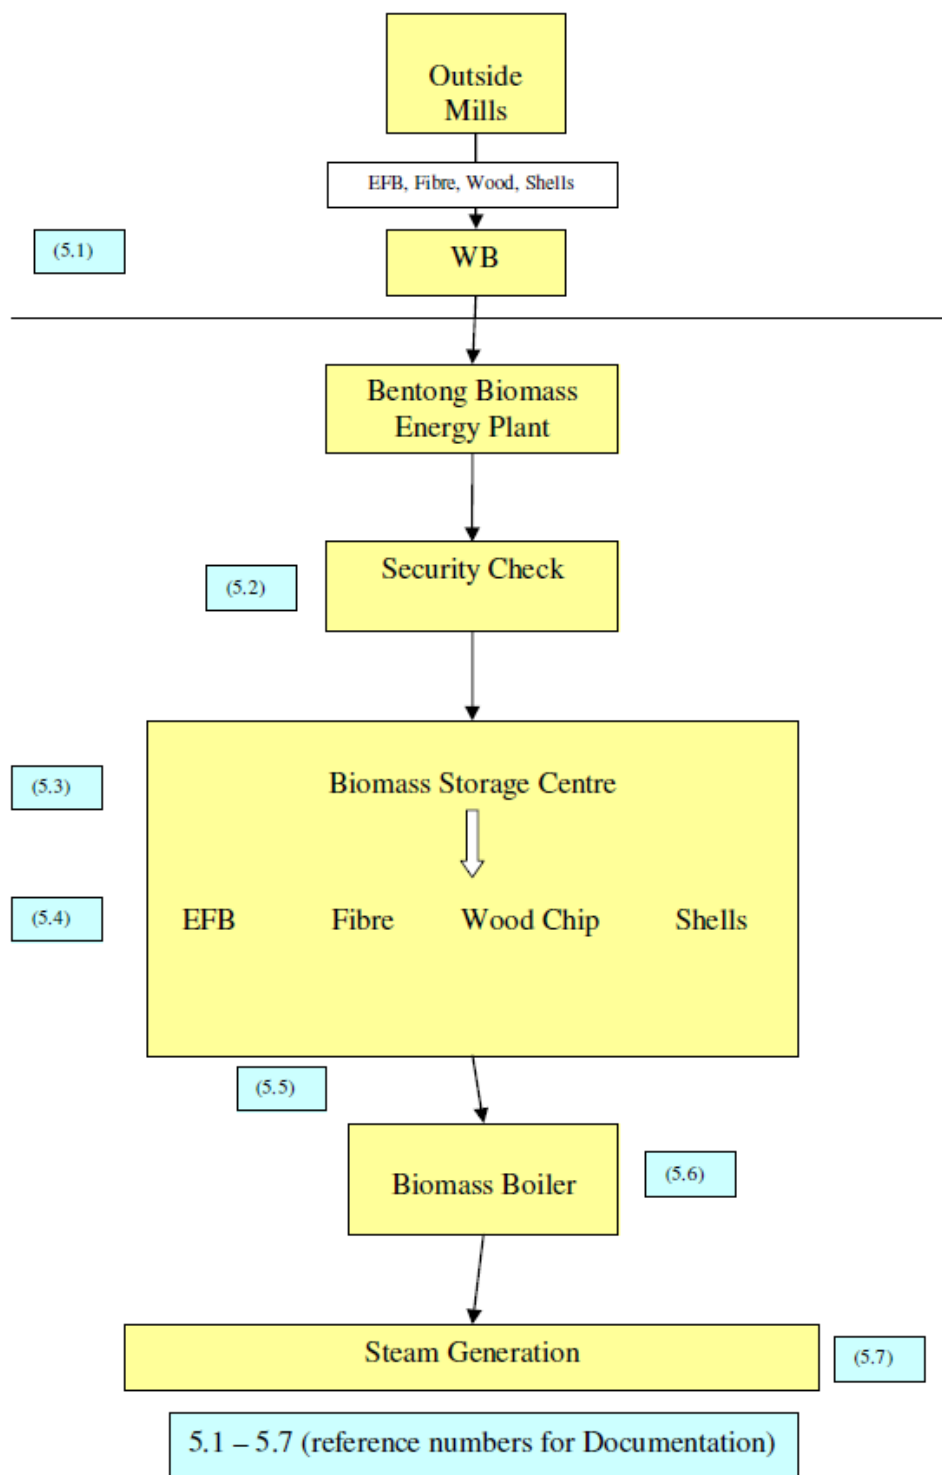 Outside
Mills
EFB, Fibre, Wood, Shells
(5.1)
WB
Bentong Biomass
Energy Plant
Security Check
(5.2)
(5.3)
Biomass Storage Centre
(5.4)
EFB Fibre Wood Chip Shells
(5.5)
Biomass Boiler
(5.6)
Steam Generation
(5.7)
5.1 – 5.7 (reference numbers for Documentation)